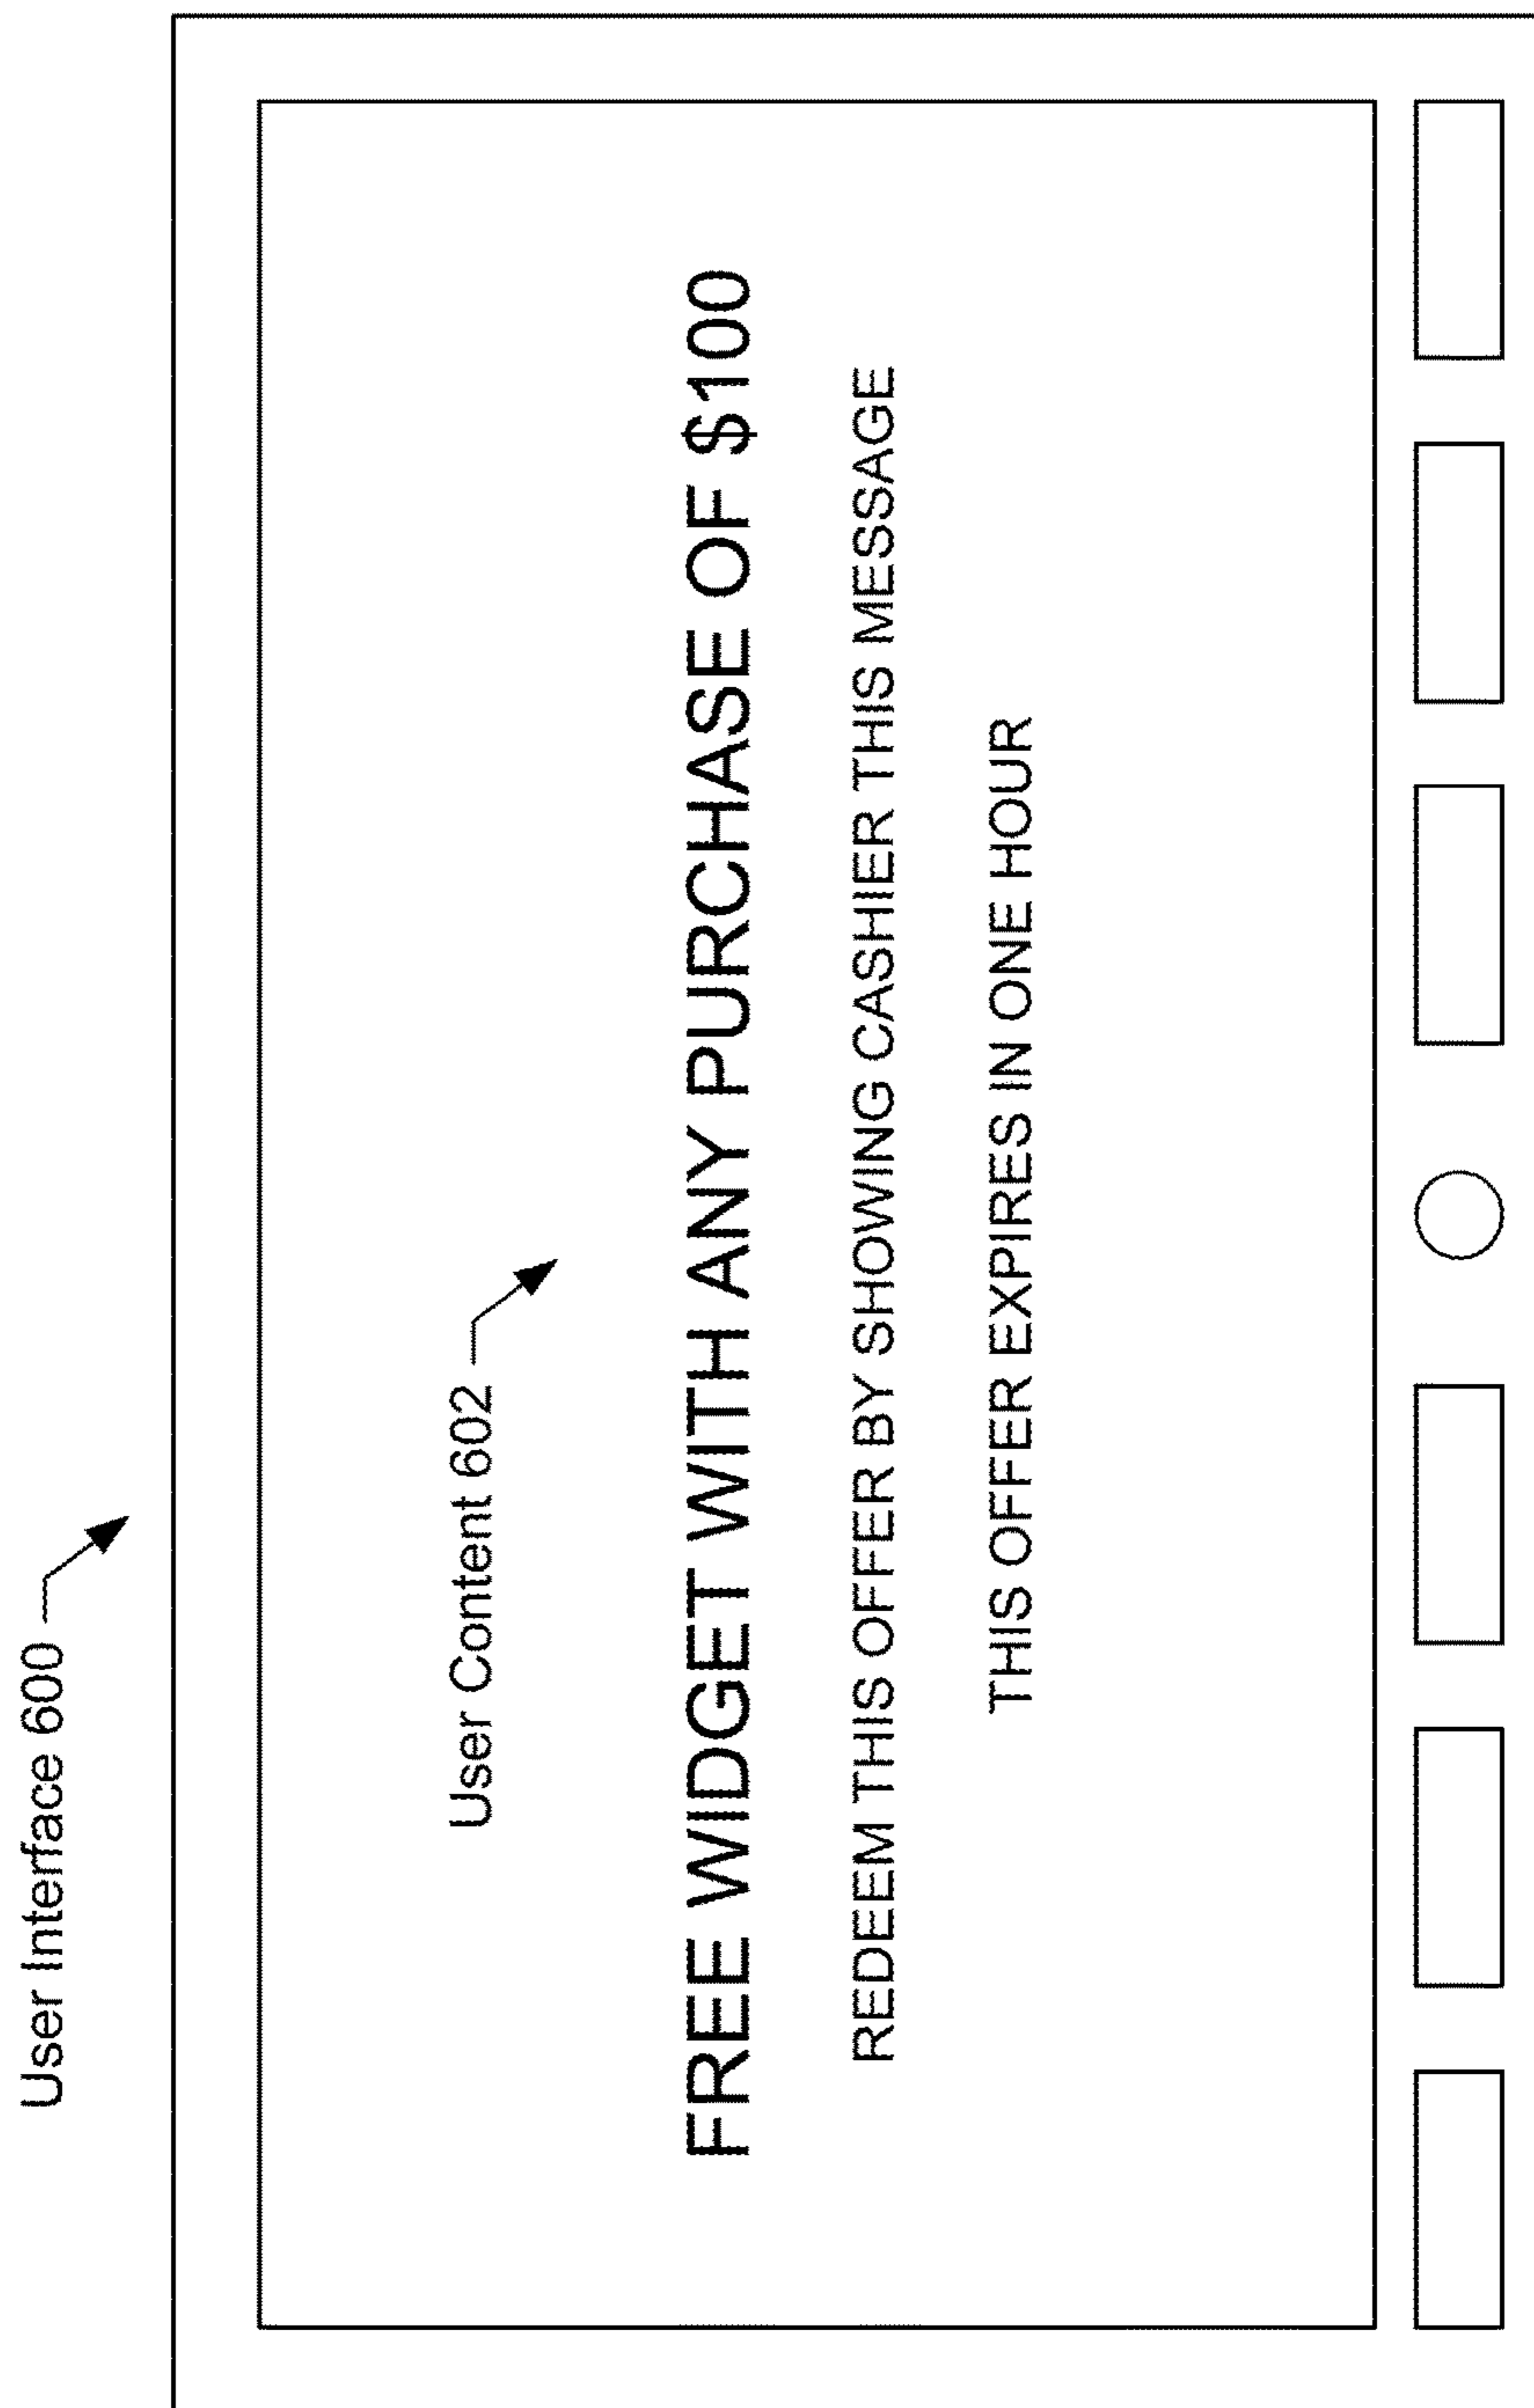 User Interface 600
User Content 602
FREE WIDGET WITH ANY PURCHASE OF $100
REDEEM THIS OFFER BY SHOWING CASHIER THIS MESSAGE
THIS OFFER EXPIRES IN ONE HOUR